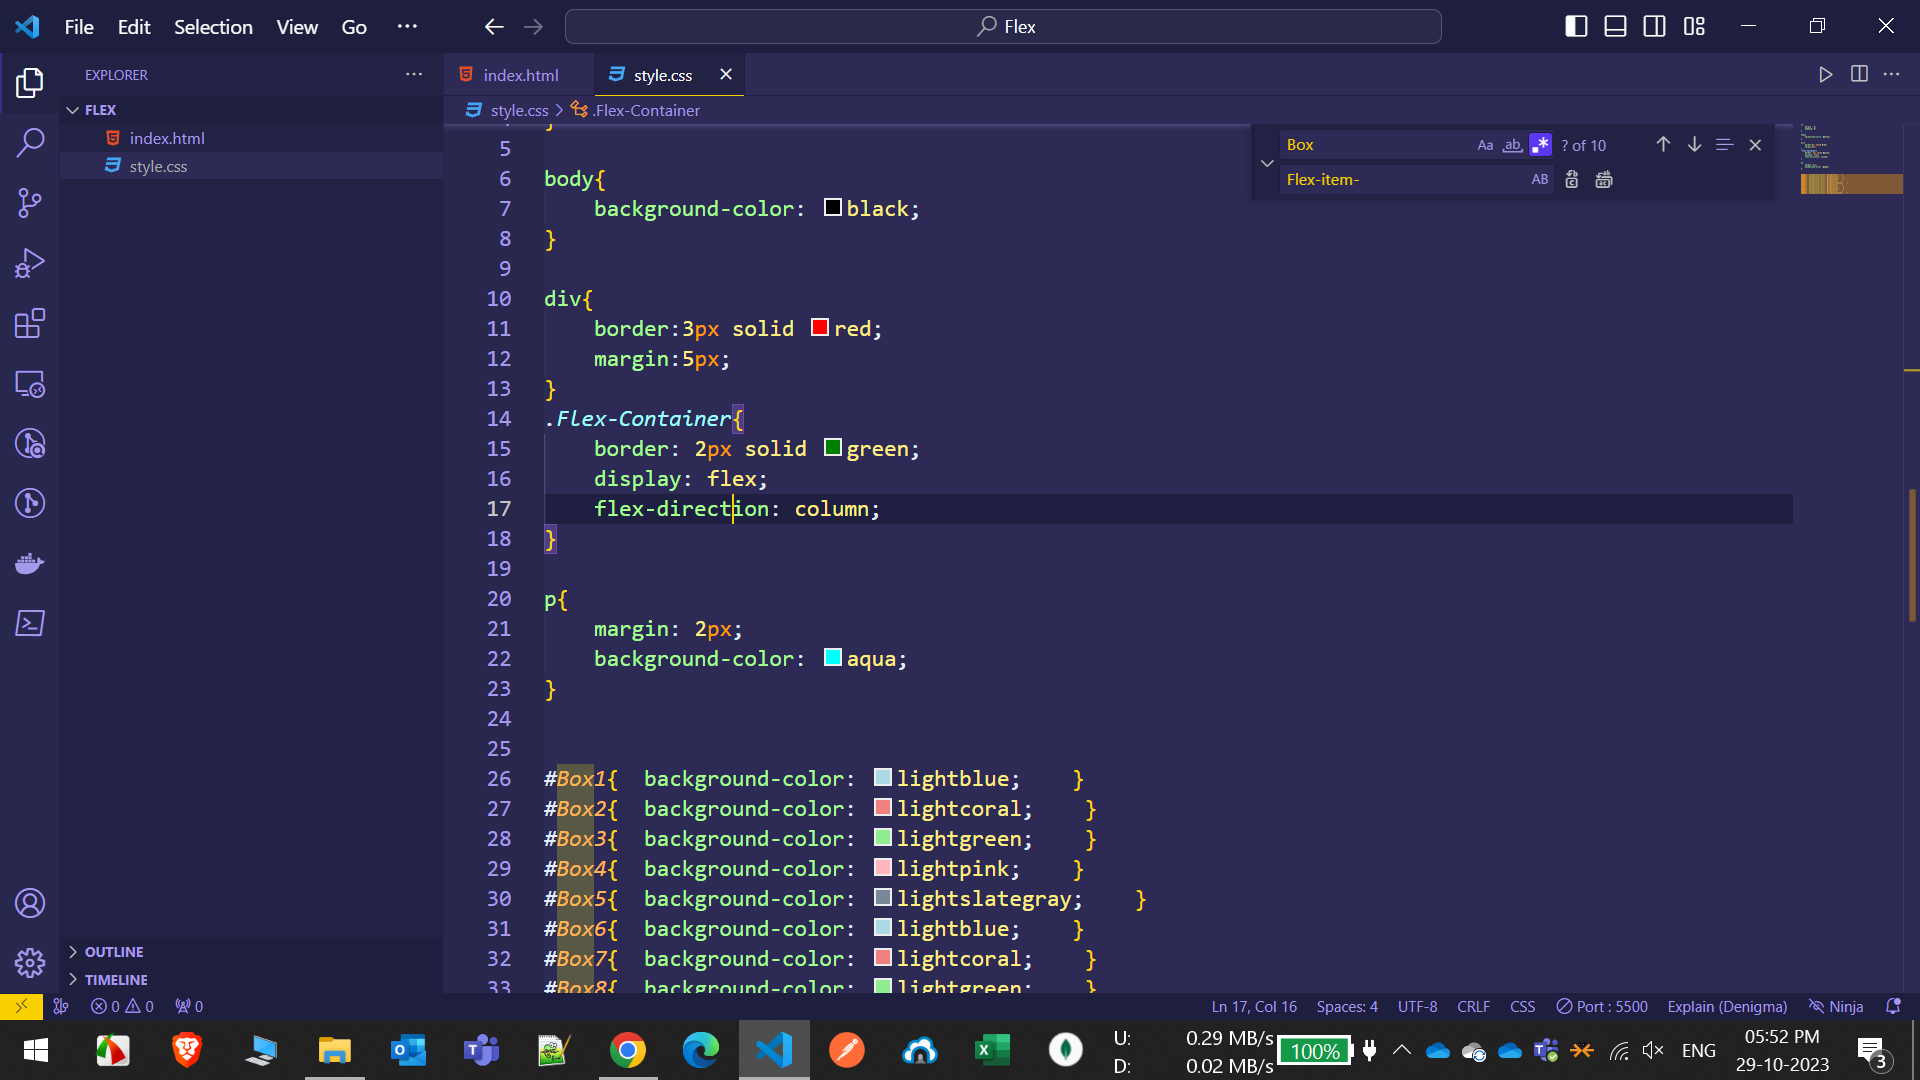 File Edit Selection View Go ···
Flex
EXPLORER
FLEX
index.html
style.css
OUTLINE
TIMELINE
index.html
style.css
style.css > .Flex-Container
Box
Aa ab .* ? of 10
Flex-item-
AB
5
6 body{
7 background-color: black;
8 }
9
10 div{
11 border:3px solid red;
12 margin:5px;
13 }
14 .Flex-Container{
15 border: 2px solid green;
16 display: flex;
17 flex-direction: column;
18 }
19
20 p{
21 margin: 2px;
22 background-color: aqua;
23 }
24
25
26 #Box1{ background-color: lightblue; }
27 #Box2{ background-color: lightcoral; }
28 #Box3{ background-color: lightgreen; }
29 #Box4{ background-color: lightpink; }
30 #Box5{ background-color: lightslategray; }
31 #Box6{ background-color: lightblue; }
32 #Box7{ background-color: lightcoral; }
33 #Box8{ background-color: lightgreen; }
0 0 0
Ln 17, Col 16 Spaces: 4 UTF-8 CRLF CSS Port : 5500 Explain (Denigma) Ninja
U: 0.29 MB/s
D: 0.02 MB/s
100%
ENG
05:52 PM
29-10-2023
3